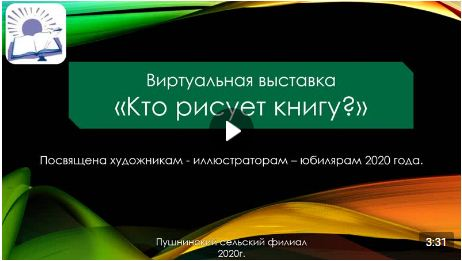 Виртуальная выставка
«Кто рисует книгу?»
Посвящена художникам - иллюстраторам – юбилярам 2020 года.
Пушнинский сельский филиал
2020г.
3:31